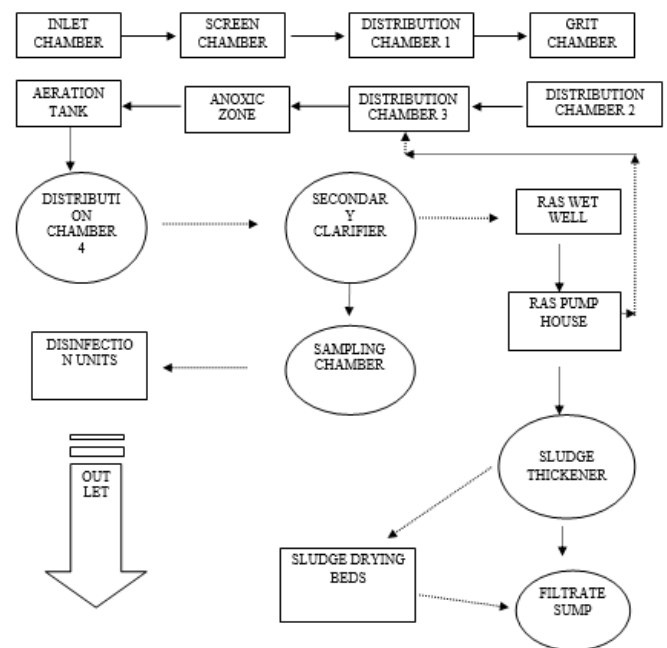 INLET
CHAMBER
SCREEN
CHAMBER
DISTRIBUTION
CHAMBER 1
GRIT
CHAMBER
AERATION
TANK
ANOXIC
ZONE
DISTRIBUTION
CHAMBER 3
DISTRIBUTION
CHAMBER 2
DISTRIBUTI
ON
CHAMBER
4
SECONDAR
Y
CLARIFIER
RAS WET
WELL
RAS PUMP
HOUSE
DISINFECTIO
N UNITS
SAMPLING
CHAMBER
OUT
LET
SLUDGE
THICKENER
SLUDGE DRYING
BEDS
FILTRATE
SUMP